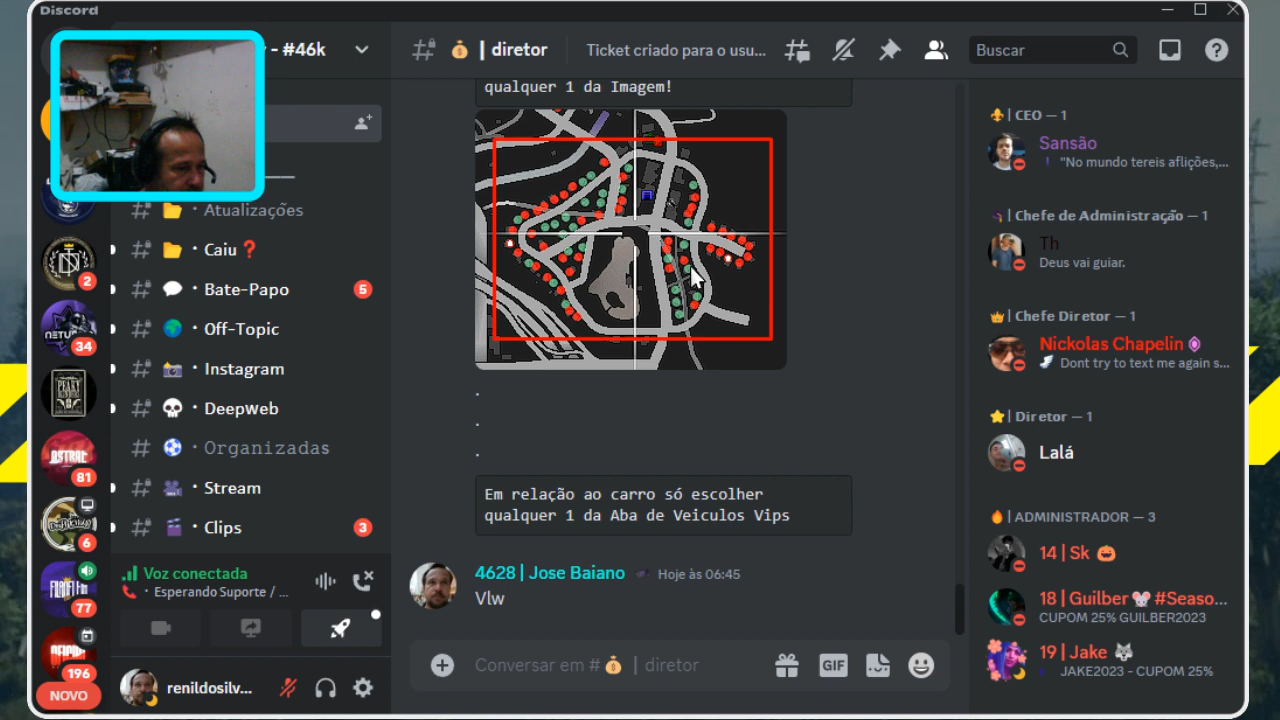 Discord
- #46k
| diretor
Ticket criado para o usu...
Buscar
Atualizações
Caiu ❓
Bate-Papo
5
Off-Topic
Instagram
DeepWeb
Organizadas
Stream
Clips
3
2
34
PEAKY
BLINDERS
ASTRAL
81
6
77
196
NOVO
Voz conectada
Esperando Suporte / ...
renildosilv...
qualquer 1 da Imagem!
.
.
.
Em relação ao carro só escolher
qualquer 1 da Aba de Veiculos Vips
4628 | Jose Baiano
Hoje às 06:45
Vlw
Conversar em # 💰 | diretor
GIF
| CEO — 1
Sansão
"No mundo tereis aflições,...
| Chefe de Administração — 1
Th
Deus vai guiar.
| Chefe Diretor — 1
Nickolas Chapelin
Dont try to text me again s...
| Diretor — 1
Lalá
| ADMINISTRADOR — 3
14 | Sk 🎃
18 | Guilber 🐭 #Seaso...
CUPOM 25% GUILBER2023
19 | Jake 🐺
JAKE2023 - CUPOM 25%